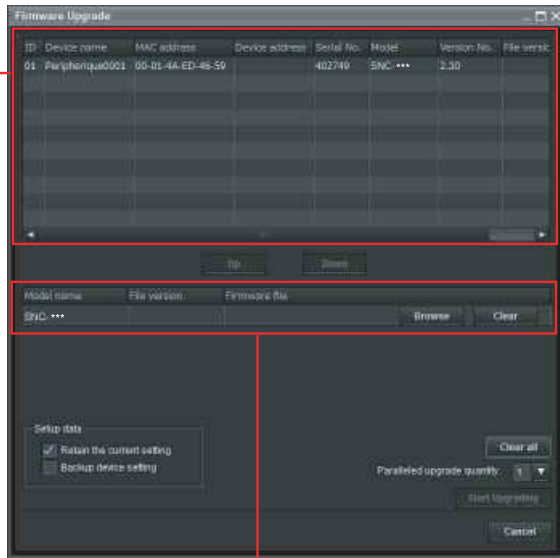 Firmware Upgrade
ID Device name MAC address Device address Serial No. Model Version No. File versio
01 Peripherique0001 00-01-4A-ED-46-59 402749 SNC-*** 2.30
Up Down
Model name File version Firmware file
SNC-*** Browse Clear
Setup data
Retain the current setting
Backup device setting
Clear all
Paralleled upgrade quantity: 1
Start Upgrading
Cancel